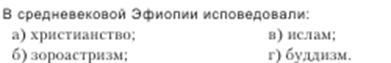 В средневековой Эфиопии исповедовали:
а) христианство; в) ислам;
б) зороастризм; г) буддизм.